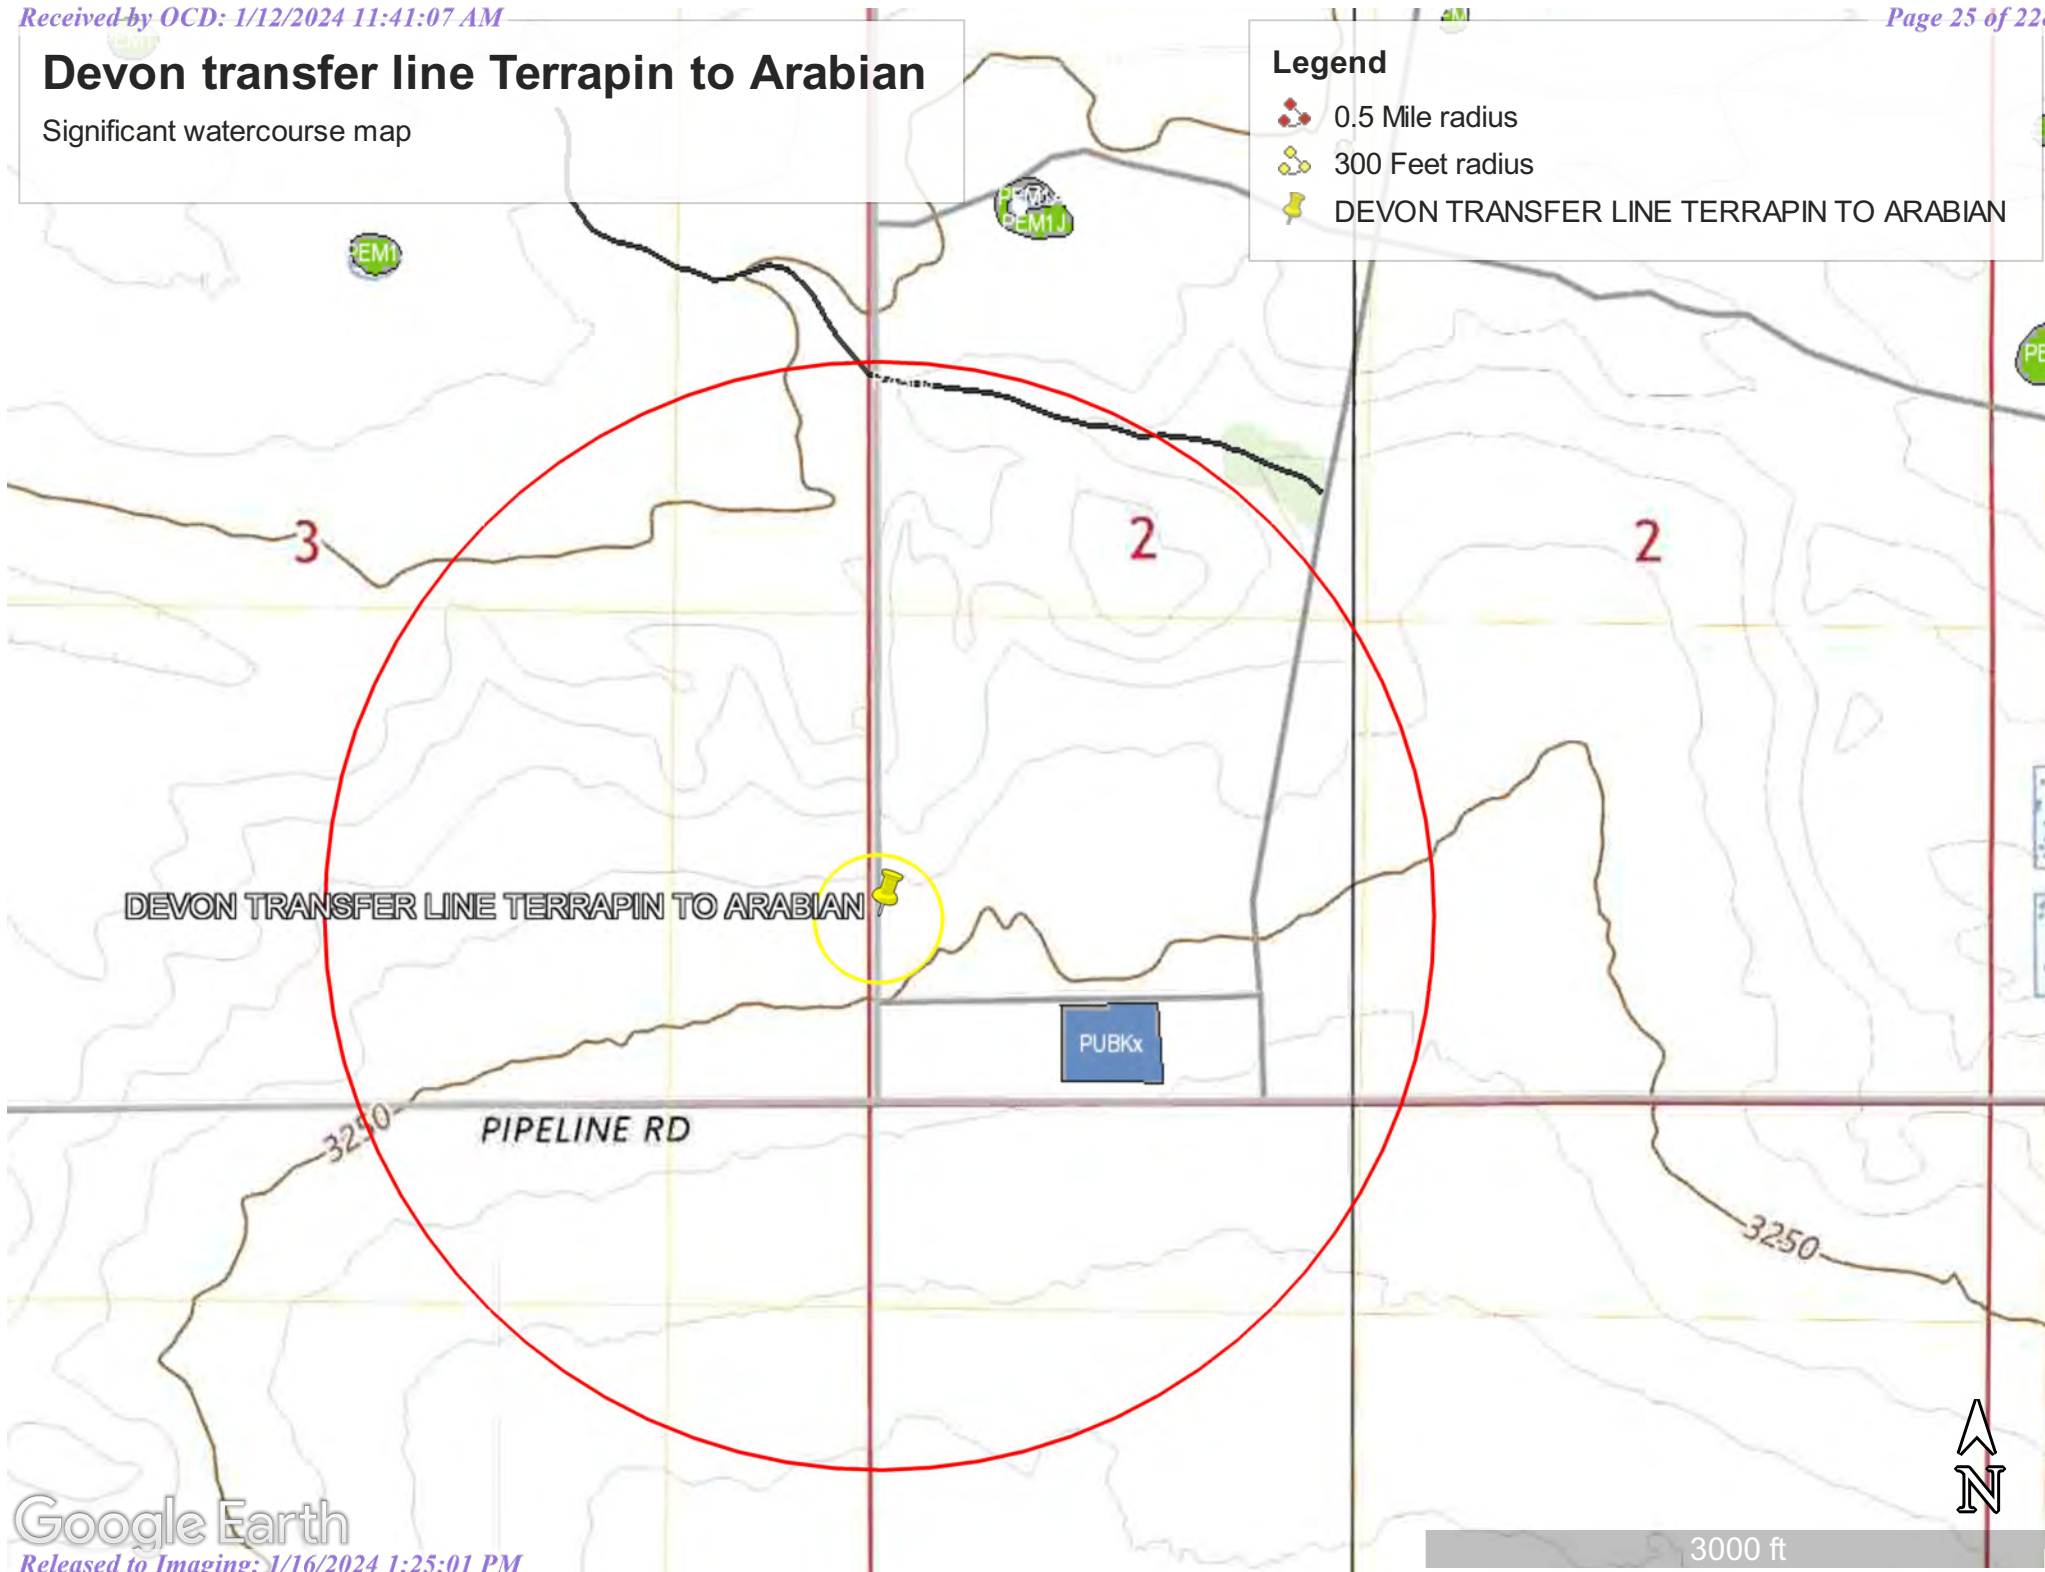 Received by OCD: 1/12/2024 11:41:07 AM
Page 25 of 22
Devon transfer line Terrapin to Arabian
Significant watercourse map
Legend
0.5 Mile radius
300 Feet radius
DEVON TRANSFER LINE TERRAPIN TO ARABIAN
PEM1J
PEM1
PE
3
2
2
DEVON TRANSFER LINE TERRAPIN TO ARABIAN
PUBKx
PIPELINE RD
3250
3250
N
Google Earth
3000 ft
Released to Imaging: 1/16/2024 1:25:01 PM